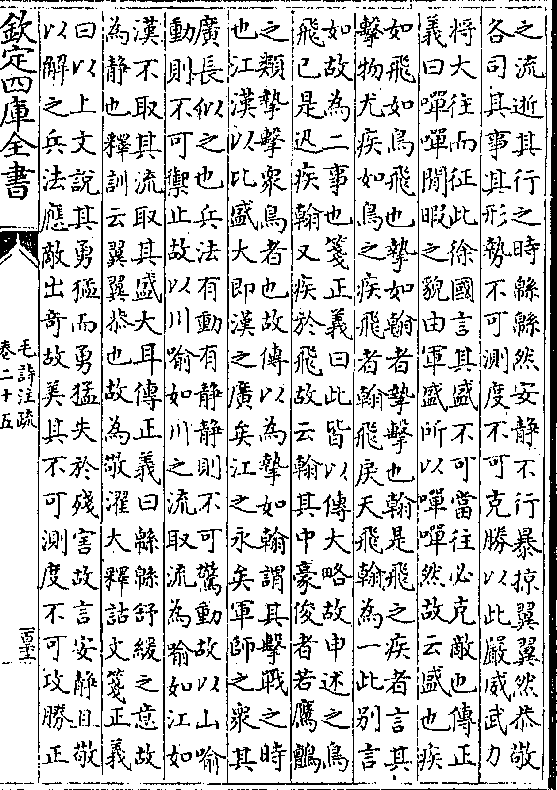 之流逝其行之時緜緜然安靜不行暴掠翼翼然恭敬
各司其事其形勢不可測度不可克勝以此嚴威武力
將大往而征此徐國言其盛不可當往必克敵也傳正
義曰嘽嘽閒暇之貌由軍盛所以嘽嘽然故云盛也疾
如飛如鳥飛也摯如翰者摯擊也翰是飛之疾者言其
擊物尤疾如鳥之疾飛者翰飛戾天飛翰為一此別言
如故為二事也箋正義曰此皆以傳大略故申述之鳥
飛已是迅疾翰又疾於飛故云翰其中豪俊者若鷹鸇
之類摯擊衆鳥者也故傳以為摯如翰謂其擊戰之時
也江漢以比盛大即漢之廣矣江之永矣軍師之衆其
廣長似之也兵法有動有靜靜則不可驚動故以山喻
動則不可禦止故以川喻如川之流取流為喻如江如
漢不取其流取其盛大耳傳正義曰緜緜舒緩之意故
為靜也釋訓云翼翼恭也故為敬濯大釋詁文箋正義
曰以上文說其勇猛而勇猛失於殘害故言安靜且敬
以解之兵法應敵出奇故美其不可測度不可攻勝正
欽定四庫全書
毛詩注疏
卷二十五